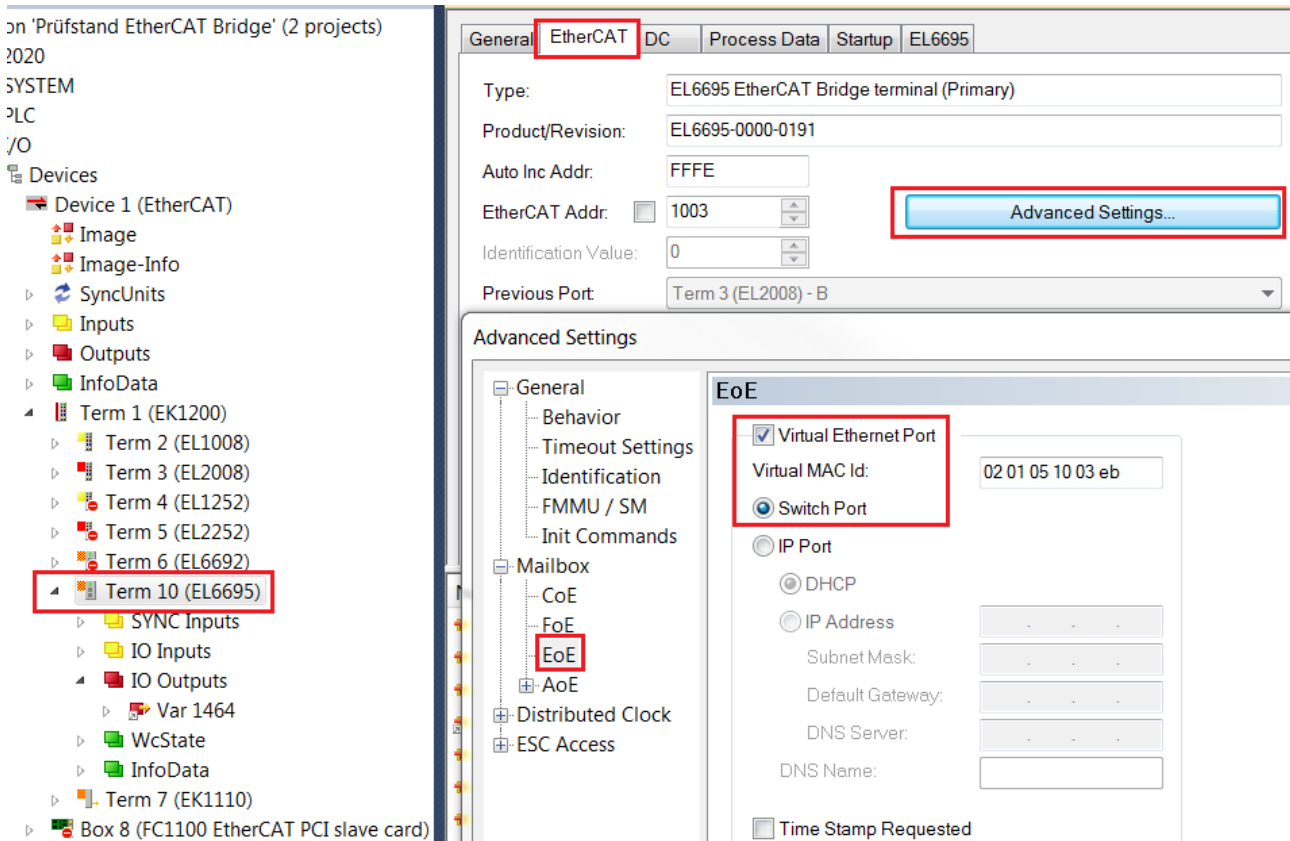 on 'Prüfstand EtherCAT Bridge' (2 projects)
2020
SYSTEM
PLC
I/O
Devices
Device 1 (EtherCAT)
Image
Image-Info
SyncUnits
Inputs
Outputs
InfoData
Term 1 (EK1200)
Term 2 (EL1008)
Term 3 (EL2008)
Term 4 (EL1252)
Term 5 (EL2252)
Term 6 (EL6692)
Term 10 (EL6695)
SYNC Inputs
IO Inputs
IO Outputs
Var 1464
WcState
InfoData
Term 7 (EK1110)
Box 8 (FC1100 EtherCAT PCI slave card)
General EtherCAT DC Process Data Startup EL6695
Type: EL6695 EtherCAT Bridge terminal (Primary)
Product/Revision: EL6695-0000-0191
Auto Inc Addr: FFFE
EtherCAT Addr: 1003 Advanced Settings...
Identification Value: 0
Previous Port: Term 3 (EL2008) - B
Advanced Settings
General
Behavior
Timeout Settings
Identification
FMMU / SM
Init Commands
Mailbox
CoE
FoE
EoE
AoE
Distributed Clock
ESC Access
EoE
Virtual Ethernet Port
Virtual MAC Id: 02 01 05 10 03 eb
Switch Port
IP Port
DHCP
IP Address
Subnet Mask:
Default Gateway:
DNS Server:
DNS Name:
Time Stamp Requested